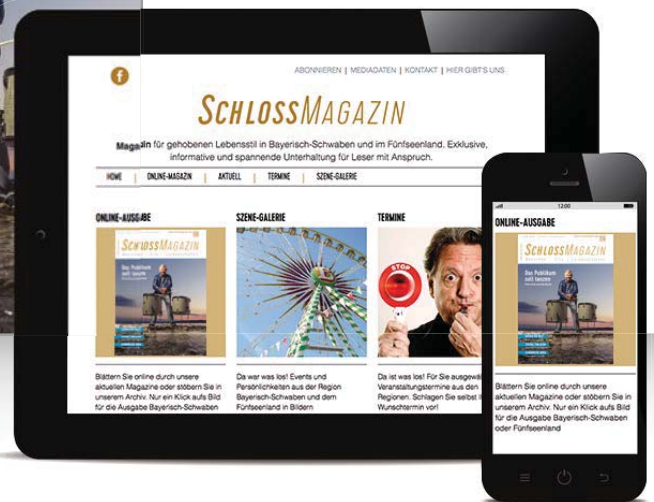 ABONNIEREN | MEDIADATEN | KONTAKT | HIER GIBT'S UNS
SCHLOSSMAGAZIN
Magazin für gehobenen Lebensstil in Bayerisch-Schwaben und im Fünfseenland. Exklusive,
informative und spannende Unterhaltung für Leser mit Anspruch.
HOME | ONLINE-MAGAZIN | AKTUELL | TERMINE | SZENE-GALERIE
ONLINE-AUSGABE
SCHLOSSMAGAZIN
Das Publikum
soll tanzen
Blättern Sie online durch unsere
aktuellen Magazine oder stöbern Sie in
unserem Archiv. Nur ein Klick aufs Bild
für die Ausgabe Bayerisch-Schwaben
SZENE-GALERIE
Da war was los! Events und
Persönlichkeiten aus der Region
Bayerisch-Schwaben und dem
Fünfseenland in Bildern
TERMINE
STOP
Da ist was los! Für Sie ausgewä
Veranstaltungstermine aus den
Regionen. Schlagen Sie selbst I
Wunschtermin vor!
12:00
ONLINE-AUSGABE
SCHLOSSMAGAZIN
Das Publikum
soll tanzen
Blättern Sie online durch unsere
aktuellen Magazine oder stöbern Sie in
unserem Archiv. Nur ein Klick aufs Bild
für die Ausgabe Bayerisch-Schwaben
oder Fünfseenland